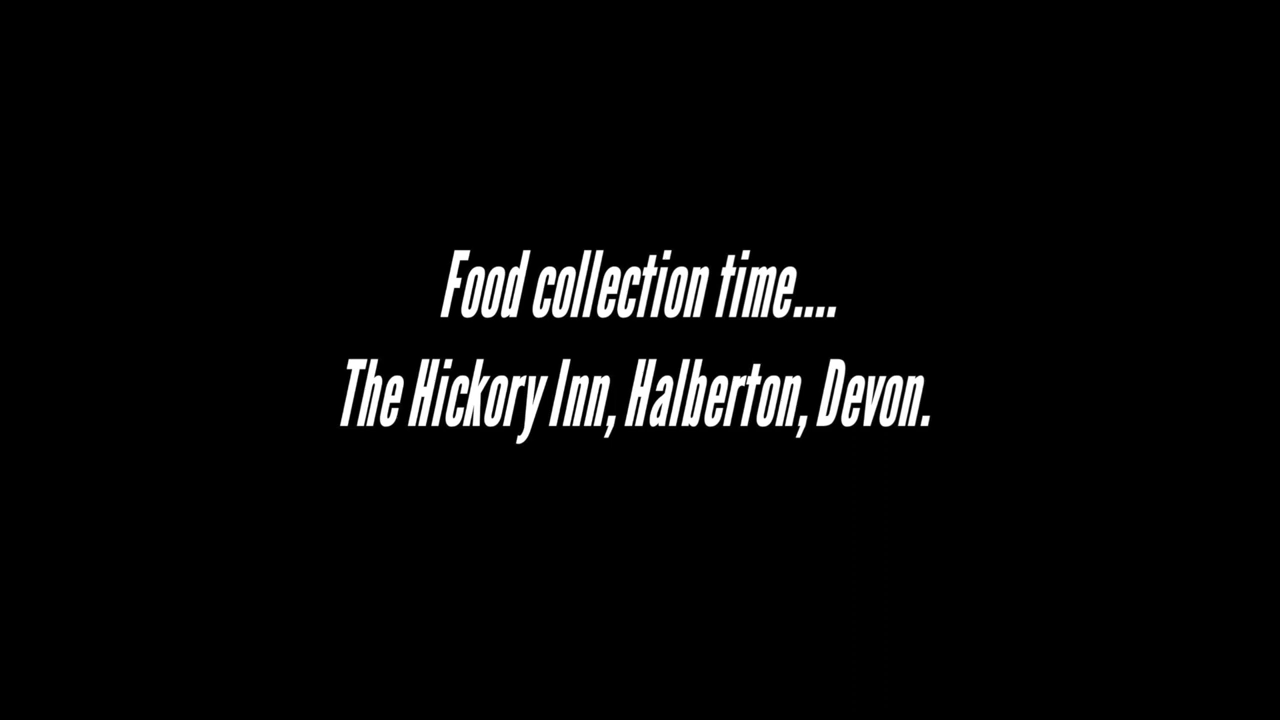 Food collection time....
The Hickory Inn, Halberton, Devon.